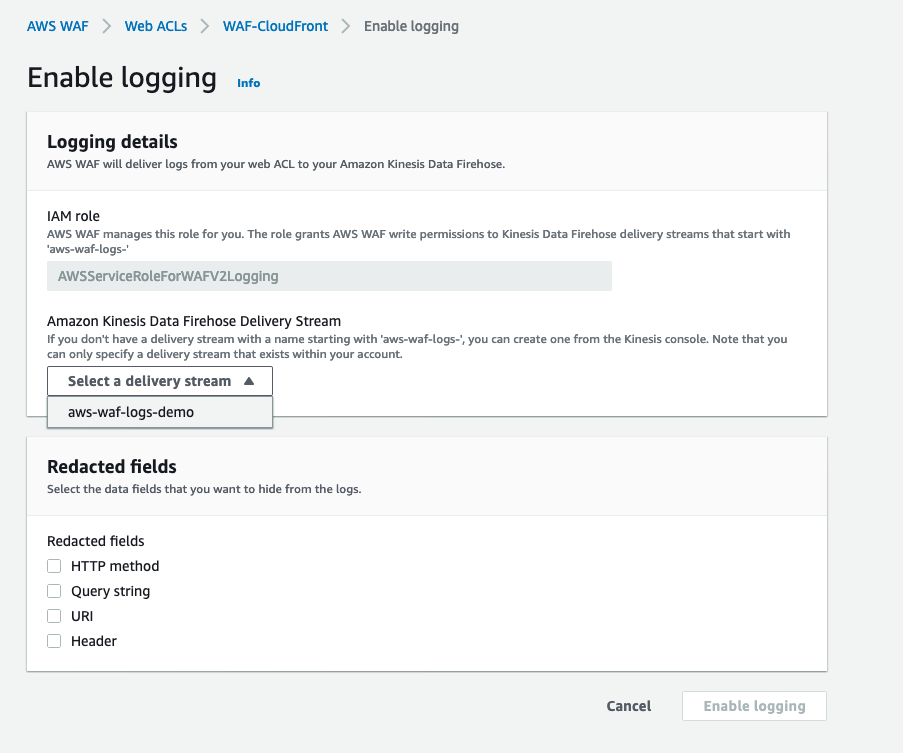 AWS WAF > Web ACLs > WAF-CloudFront > Enable logging
Enable logging Info
Logging details
AWS WAF will deliver logs from your web ACL to your Amazon Kinesis Data Firehose.
IAM role
AWS WAF manages this role for you. The role grants AWS WAF write permissions to Kinesis Data Firehose delivery streams that start with
'aws-waf-logs-'
AWSServiceRoleForWAFV2Logging
Amazon Kinesis Data Firehose Delivery Stream
If you don't have a delivery stream with a name starting with 'aws-waf-logs-', you can create one from the Kinesis console. Note that you
can only specify a delivery stream that exists within your account.
Select a delivery stream
aws-waf-logs-demo
Redacted fields
Select the data fields that you want to hide from the logs.
Redacted fields
HTTP method
Query string
URI
Header
Cancel Enable logging